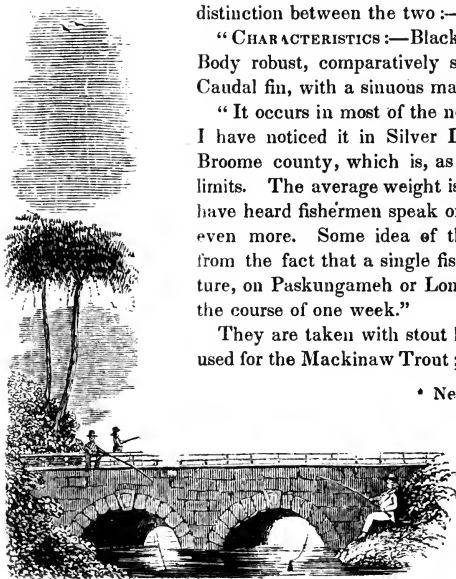 distinction between the two :—
“ CHARACTERISTICS :—Black
Body robust, comparatively s
Caudal fin, with a sinuous ma
“ It occurs in most of the n
I have noticed it in Silver L
Broome county, which is, as
limits. The average weight is
have heard fishermen speak o
even more. Some idea of th
from the fact that a single fis
ture, on Paskungameh or Lon
the course of one week.”
They are taken with stout h
used for the Mackinaw Trout ;
* Ne